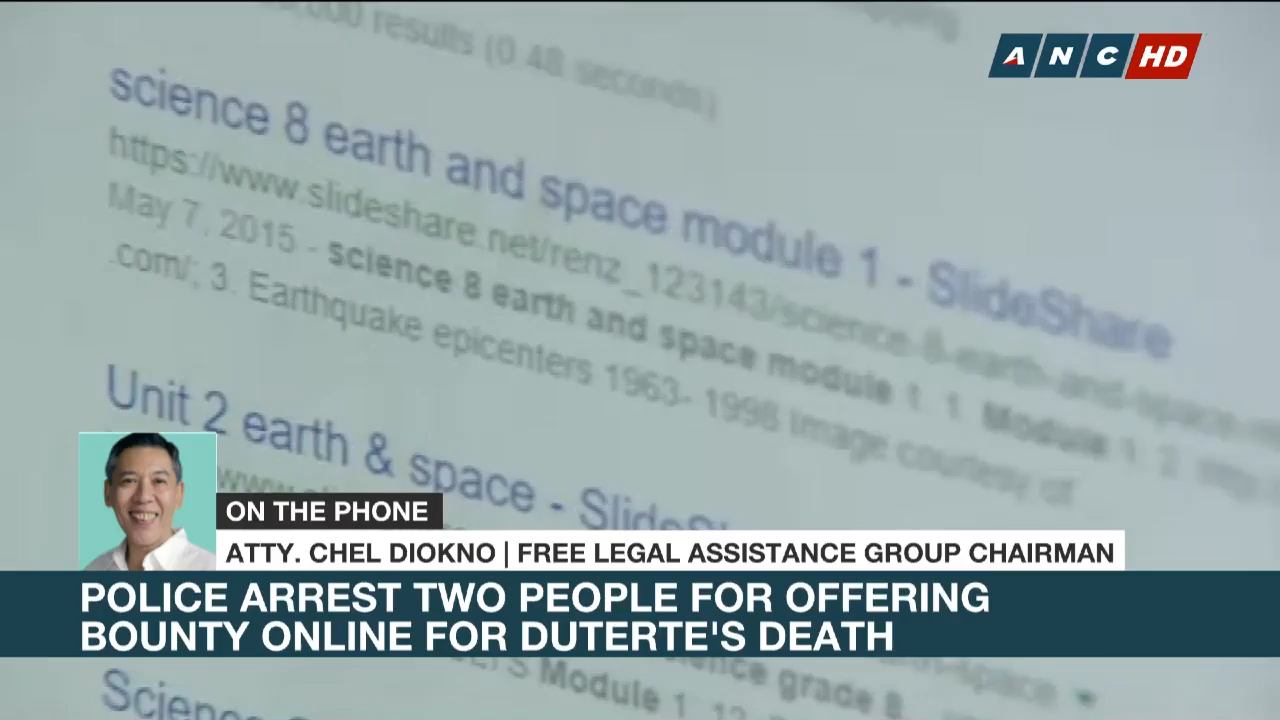 ANC HD
000 results (0.48 seconds)
science 8 earth and space module 1 - SlideShare
https://www.slideshare.net/renz_123143/science-8-earth-and-space-m
May 7, 2015 - science 8 earth and space module 1. 1. Module 1. 2.
.com/; 3. Earthquake epicenters 1963- 1998 Image courtesy of
Unit 2 earth & space -
www.
ON THE PHONE
ATTY. CHEL DIOKNO | FREE LEGAL ASSISTANCE GROUP CHAIRMAN
POLICE ARREST TWO PEOPLE FOR OFFERING
BOUNTY ONLINE FOR DUTERTE'S DEATH
Module 1. science grade 8
Science